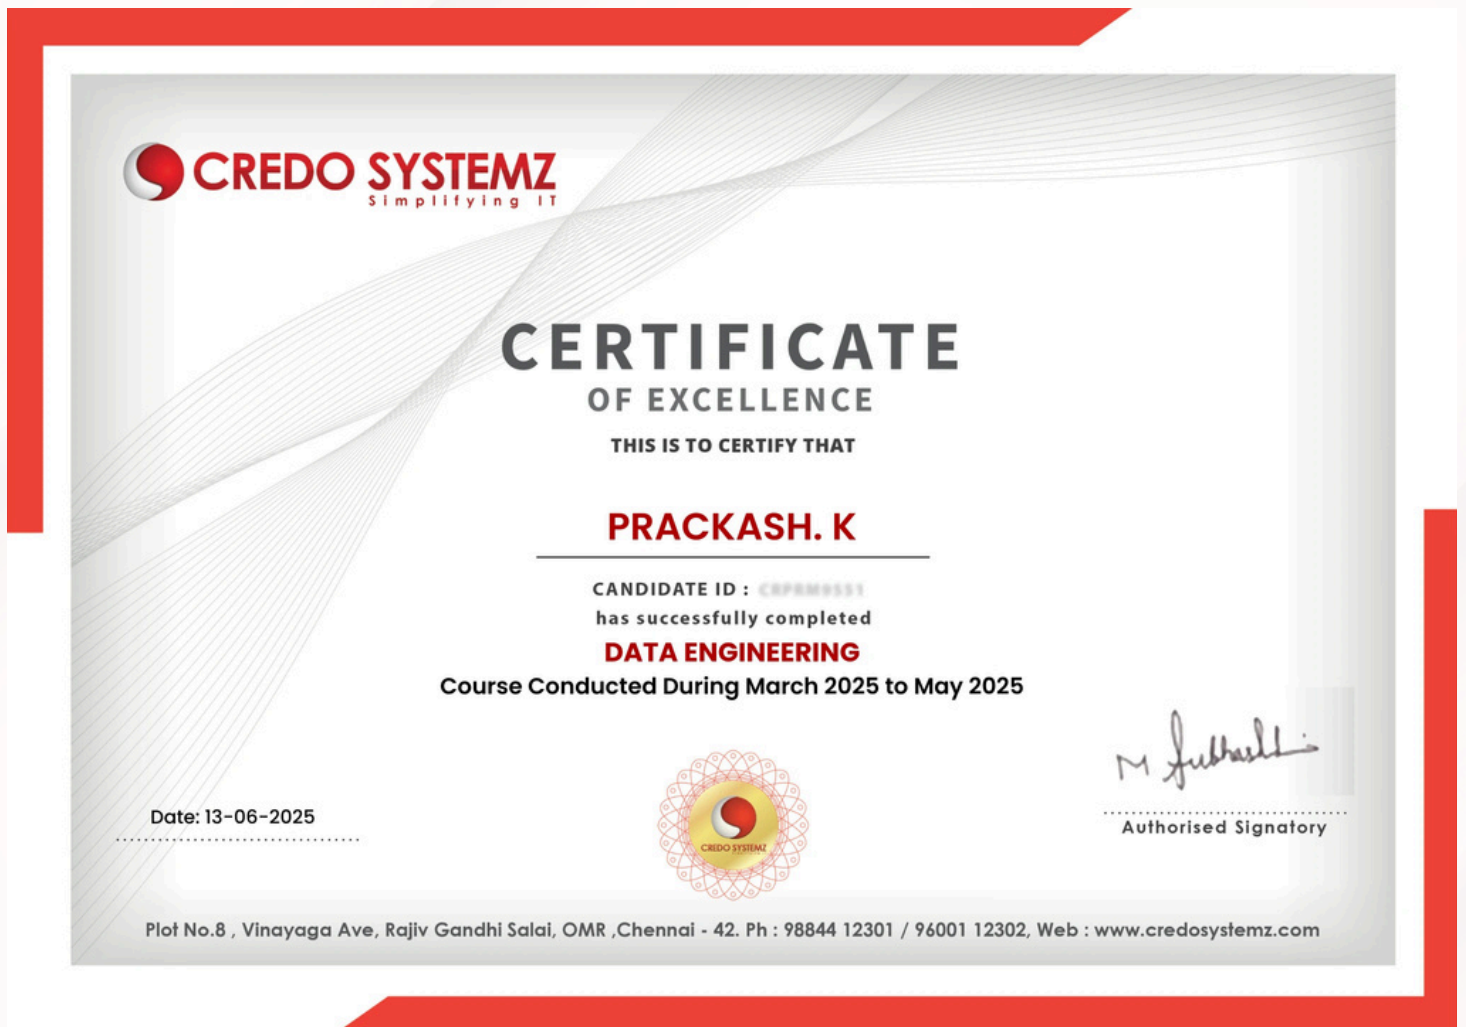 CREDO SYSTEMZ
Simplifying IT
CERTIFICATE
OF EXCELLENCE
THIS IS TO CERTIFY THAT
PRACKASH. K
CANDIDATE ID :
has successfully completed
DATA ENGINEERING
Course Conducted During March 2025 to May 2025
Date: 13-06-2025
CREDO SYSTEMZ
Authorised Signatory
Plot No.8 , Vinayaga Ave, Rajiv Gandhi Salai, OMR ,Chennai - 42. Ph : 98844 12301 / 96001 12302, Web : www.credosystemz.com